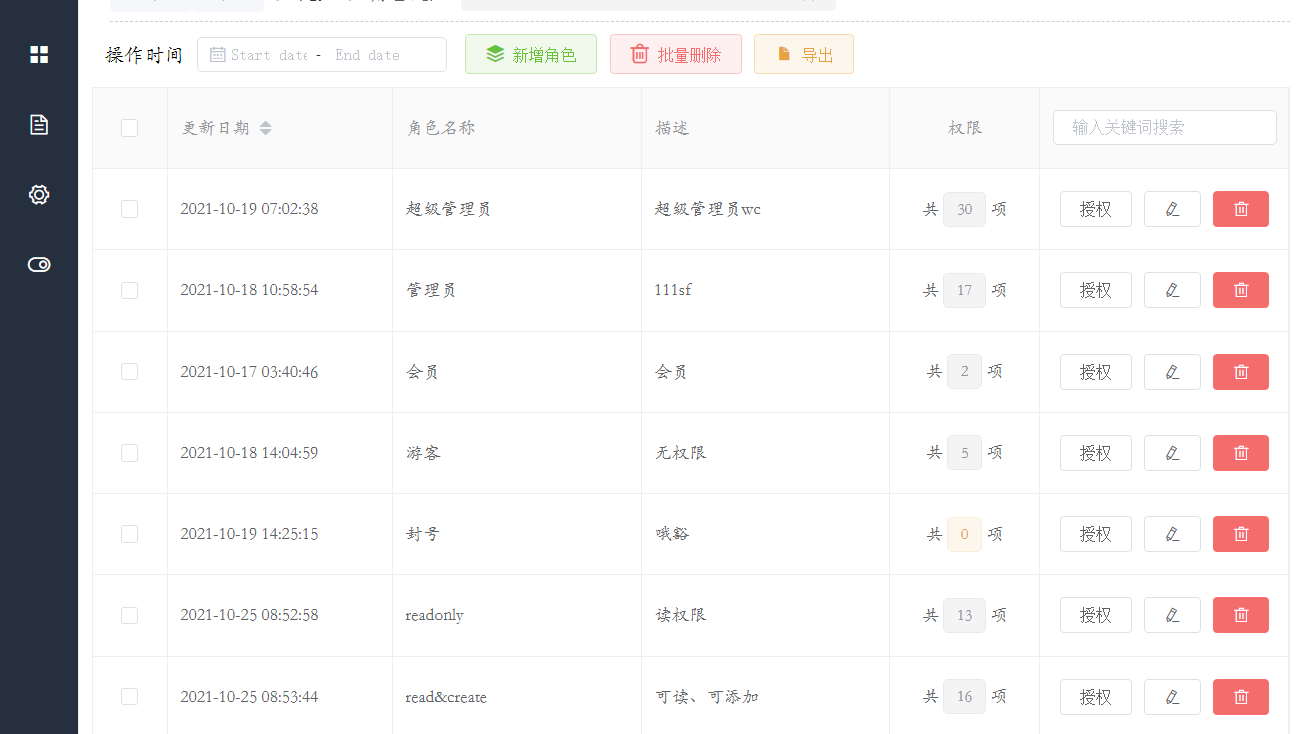 操作时间 Start date - End date 新增角色 批量删除 导出
更新日期 角色名称 描述 权限 输入关键词搜索
2021-10-19 07:02:38 超级管理员 超级管理员wc 共 30 项 授权
2021-10-18 10:58:54 管理员 111sf 共 17 项 授权
2021-10-17 03:40:46 会员 会员 共 2 项 授权
2021-10-18 14:04:59 游客 无权限 共 5 项 授权
2021-10-19 14:25:15 封号 哦豁 共 0 项 授权
2021-10-25 08:52:58 readonly 读权限 共 13 项 授权
2021-10-25 08:53:44 read&create 可读、可添加 共 16 项 授权